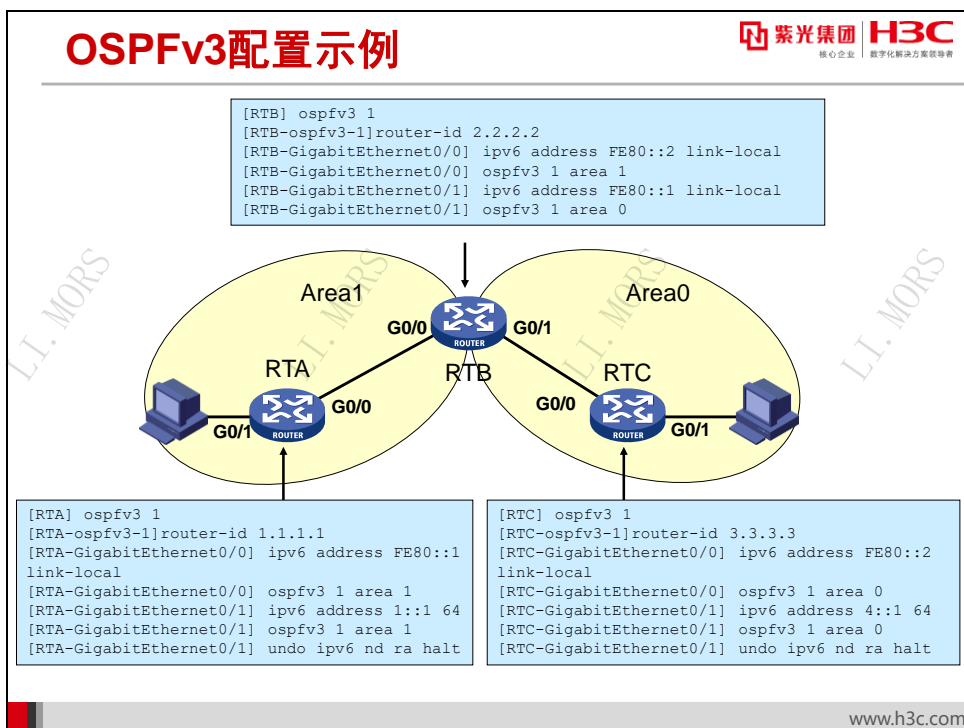 OSPFv3配置示例
紫光集团 H3C
核心企业 数字化解决方案领导者
[RTB] ospfv3 1
[RTB-ospfv3-1]router-id 2.2.2.2
[RTB-GigabitEthernet0/0] ipv6 address FE80::2 link-local
[RTB-GigabitEthernet0/0] ospfv3 1 area 1
[RTB-GigabitEthernet0/1] ipv6 address FE80::1 link-local
[RTB-GigabitEthernet0/1] ospfv3 1 area 0
LI. MORS
LI. MORS
LI. MORS
LI. MORS
Area1
Area0
G0/0
G0/1
ROUTER
RTA
RTB
RTC
G0/0
G0/0
G0/1
G0/1
ROUTER
ROUTER
[RTA] ospfv3 1
[RTA-ospfv3-1]router-id 1.1.1.1
[RTA-GigabitEthernet0/0] ipv6 address FE80::1
link-local
[RTA-GigabitEthernet0/0] ospfv3 1 area 1
[RTA-GigabitEthernet0/1] ipv6 address 1::1 64
[RTA-GigabitEthernet0/1] ospfv3 1 area 1
[RTA-GigabitEthernet0/1] undo ipv6 nd ra halt
[RTC] ospfv3 1
[RTC-ospfv3-1]router-id 3.3.3.3
[RTC-GigabitEthernet0/0] ipv6 address FE80::2
link-local
[RTC-GigabitEthernet0/0] ospfv3 1 area 0
[RTC-GigabitEthernet0/1] ipv6 address 4::1 64
[RTC-GigabitEthernet0/1] ospfv3 1 area 0
[RTC-GigabitEthernet0/1] undo ipv6 nd ra halt
www.h3c.com